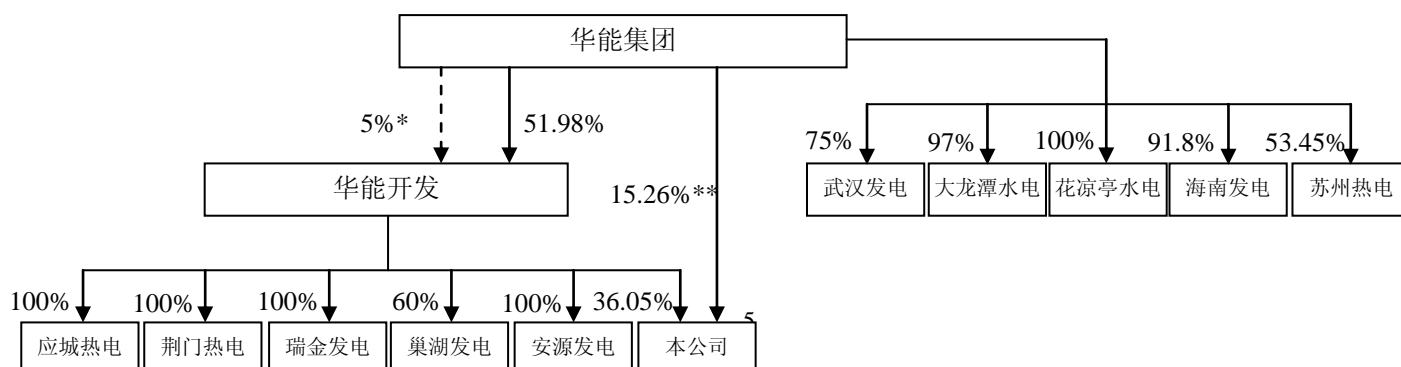 华能集团
5%*
51.98%
75%
97%
100%
91.8%
53.45%
武汉发电
大龙潭水电
花凉亭水电
海南发电
苏州热电
华能开发
15.26%**
100%
100%
100%
60%
100%
36.05%
5
应城热电
荆门热电
瑞金发电
巢湖发电
安源发电
本公司